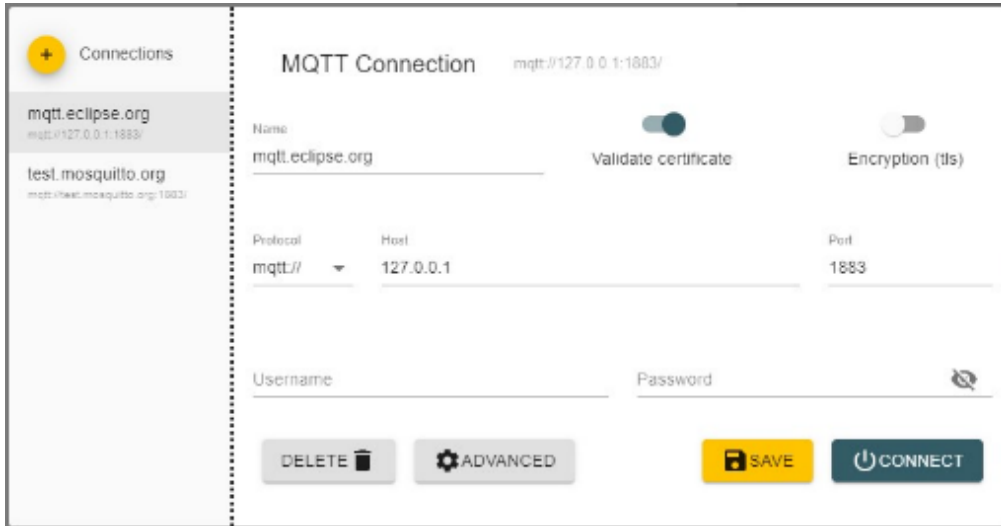 + Connections
mqtt.eclipse.org
mqtt://127.0.0.1:1883/
test.mosquitto.org
mqtt://test.mosquitto.org:1883/
MQTT Connection mqtt://127.0.0.1:1883/
Name
mqtt.eclipse.org
Validate certificate
Encryption (tls)
Protocol Host Port
mqtt:// 127.0.0.1 1883
Username Password
DELETE ADVANCED SAVE CONNECT